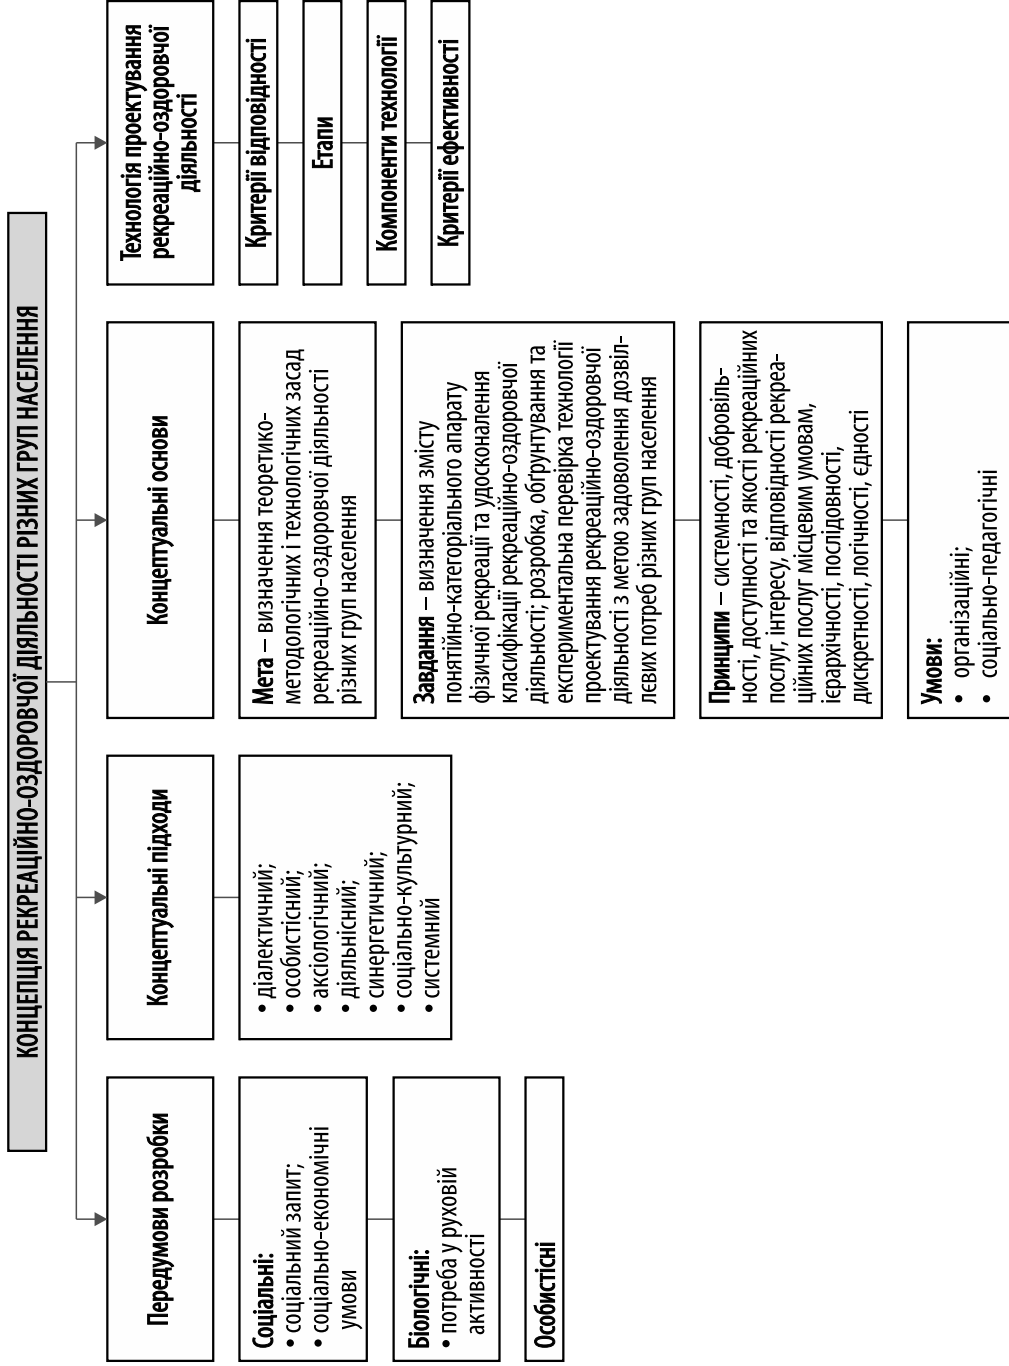 КОНЦЕПЦІЯ РЕКРЕАЦІЙНО-ОЗДОРОВЧОЇ ДІЯЛЬНОСТІ РІЗНИХ ГРУП НАСЕЛЕННЯ
Передумови розробки
Соціальні:
• соціальний запит;
• соціально-економічні
умови
Біологічні:
• потреба у руховій
активності
Особистісні
Концептуальні підходи
• діалектичний;
• особистісний;
• аксіологічний;
• діяльнісний;
• синергетичний;
• соціально-культурний;
• системний
Концептуальні основи
Мета – визначення теоретико-
методологічних і технологічних засад
рекреаційно-оздоровчої діяльності
різних груп населення
Завдання – визначення змісту
понятійно-категоріального апарату
фізичної рекреації та удосконалення
класифікації рекреаційно-оздоровчої
діяльності; розробка, обґрунтування та
експериментальна перевірка технології
проектування рекреаційно-оздоровчої
діяльності з метою задоволення дозвіл-
лєвих потреб різних груп населення
Принципи – системності, добровіль-
ності, доступності та якості рекреаційних
послуг, інтересу, відповідності рекреа-
ційних послуг місцевим умовам,
ієрархічності, послідовності,
дискретності, логічності, єдності
Умови:
• організаційні;
• соціально-педагогічні
Технологія проектування
рекреаційно-оздоровчої
діяльності
Критерії відповідності
Етапи
Компоненти технології
Критерії ефективності